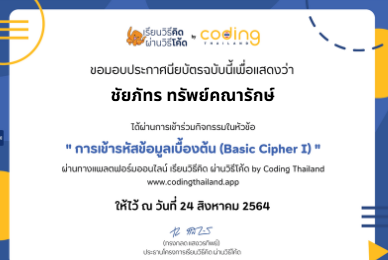 เรียนวิธีคิด
ผ่านวิธีโค้ด
by coding
THAILAND
ขอมอบประกาศนียบัตรฉบับนี้เพื่อแสดงว่า
ชัยภัทร ทรัพย์คณารักษ์
ได้ผ่านการเข้าร่วมกิจกรรมในหัวข้อ
" การเข้ารหัสข้อมูลเบื้องต้น (Basic Cipher I) "
ผ่านทางแพลตฟอร์มออนไลน์ เรียนวิธีคิด ผ่านวิธีโค้ด by Coding Thailand
www.codingthailand.app
ให้ไว้ ณ วันที่ 24 สิงหาคม 2564
ประธานโครงการเรียนวิธีคิด ผ่านวิธีโค้ด